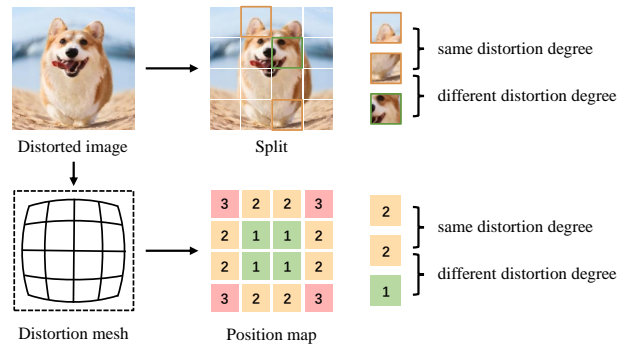 same distortion degree
different distortion degree
Distorted image
Split
3 2 2 3
2 1 1 2
2 1 1 2
3 2 2 3
2
same distortion degree
2
different distortion degree
1
Distortion mesh
Position map